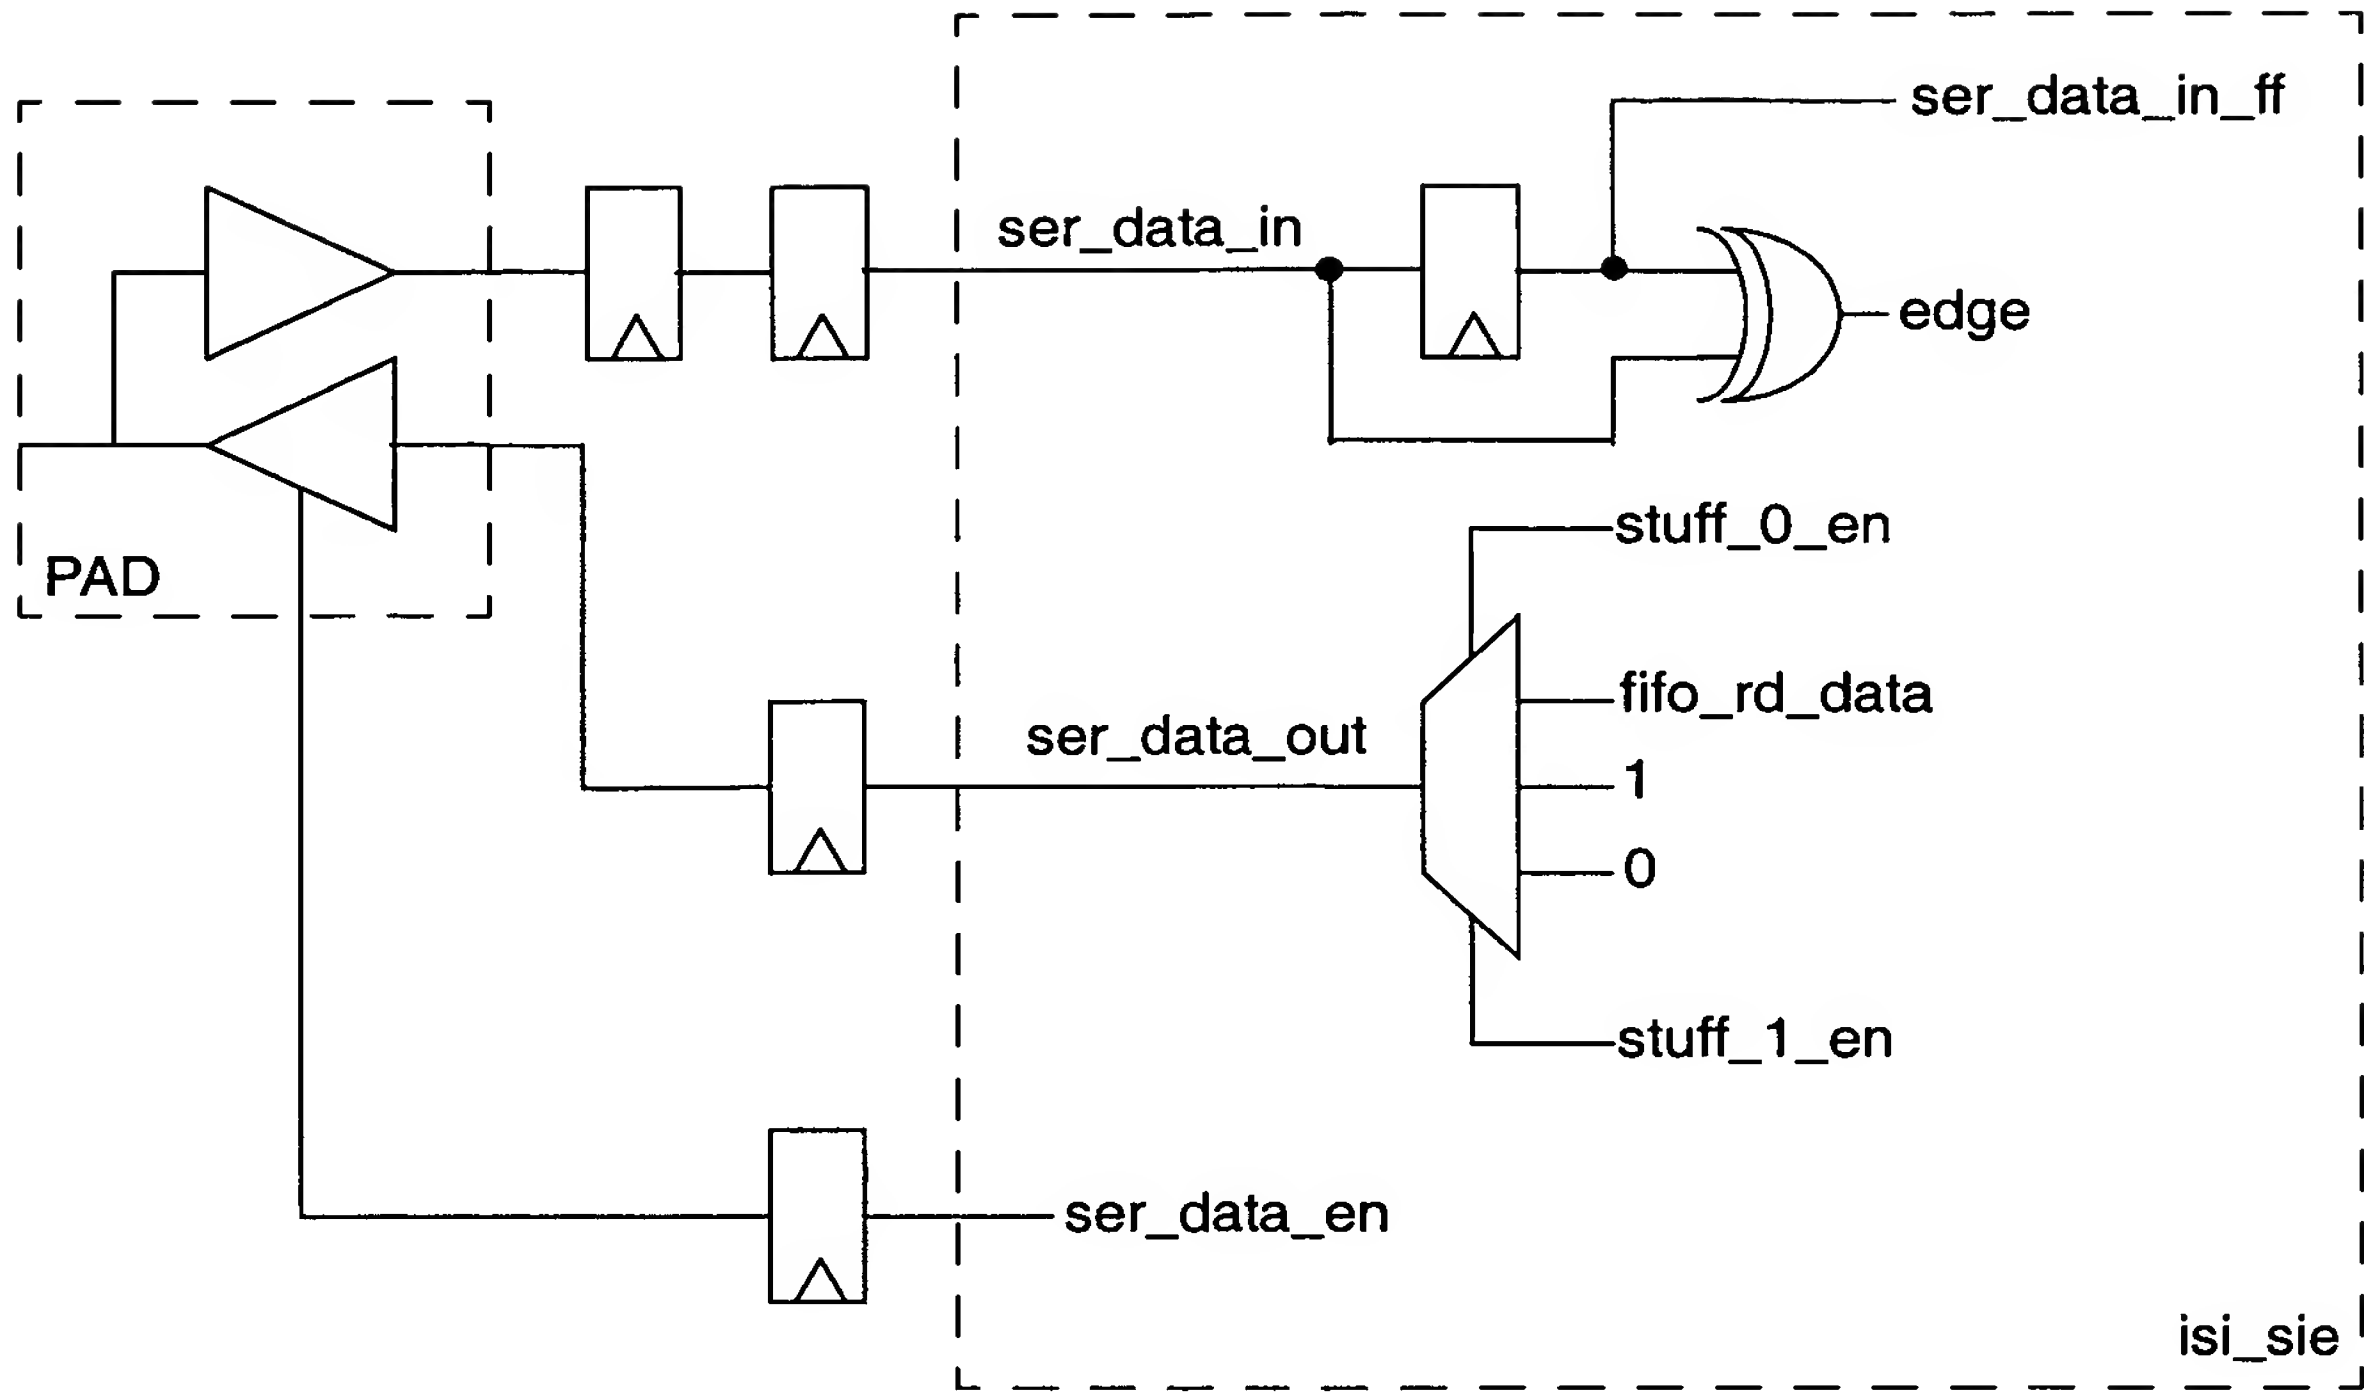 ser_data_in_ff
ser_data_in
edge
stuff_0_en
PAD
fifo_rd_data
ser_data_out
1
0
stuff_1_en
ser_data_en
isi_sie